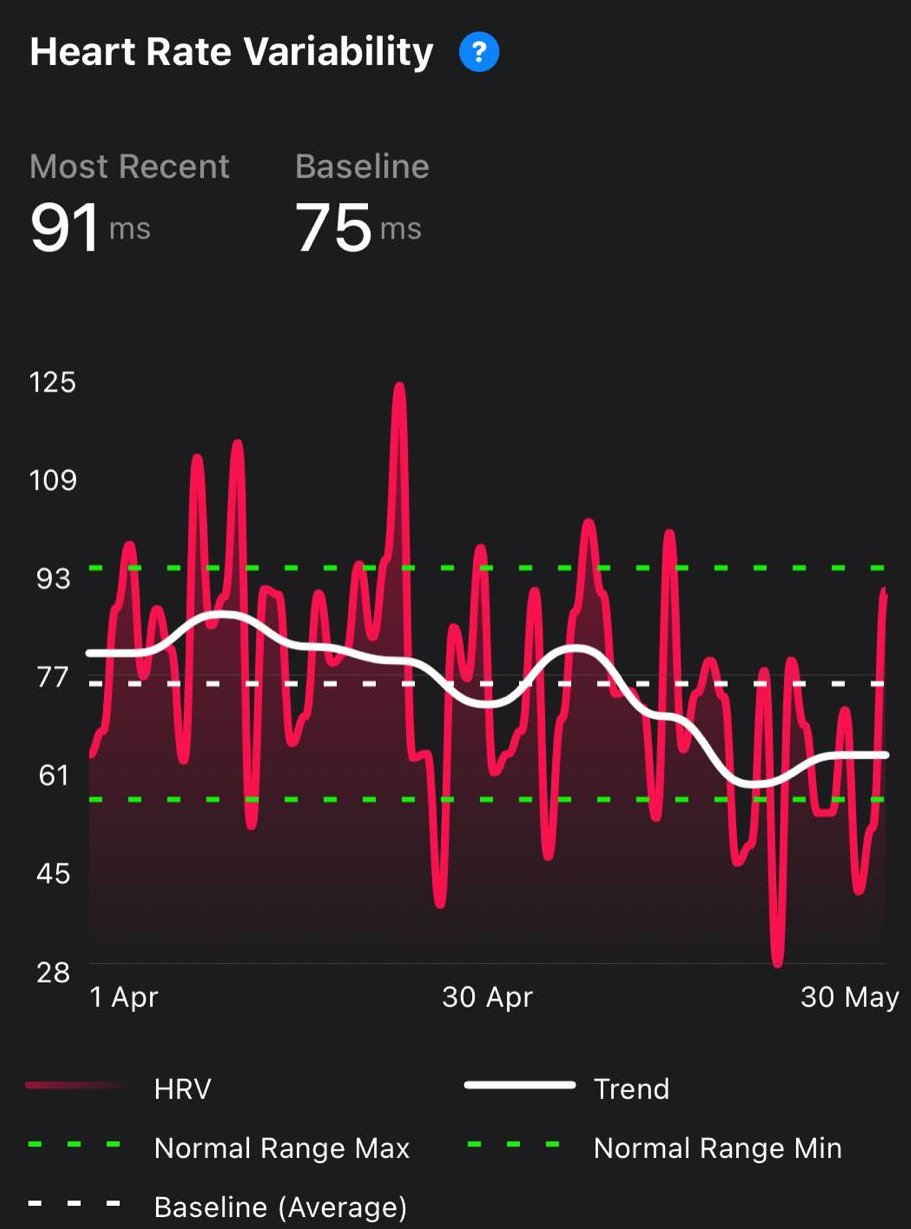 Heart Rate Variability ?
Most Recent Baseline
91 ms 75 ms
125
109
93
77
61
45
28
1 Apr 30 Apr 30 May
HRV Trend
Normal Range Max Normal Range Min
Baseline (Average)